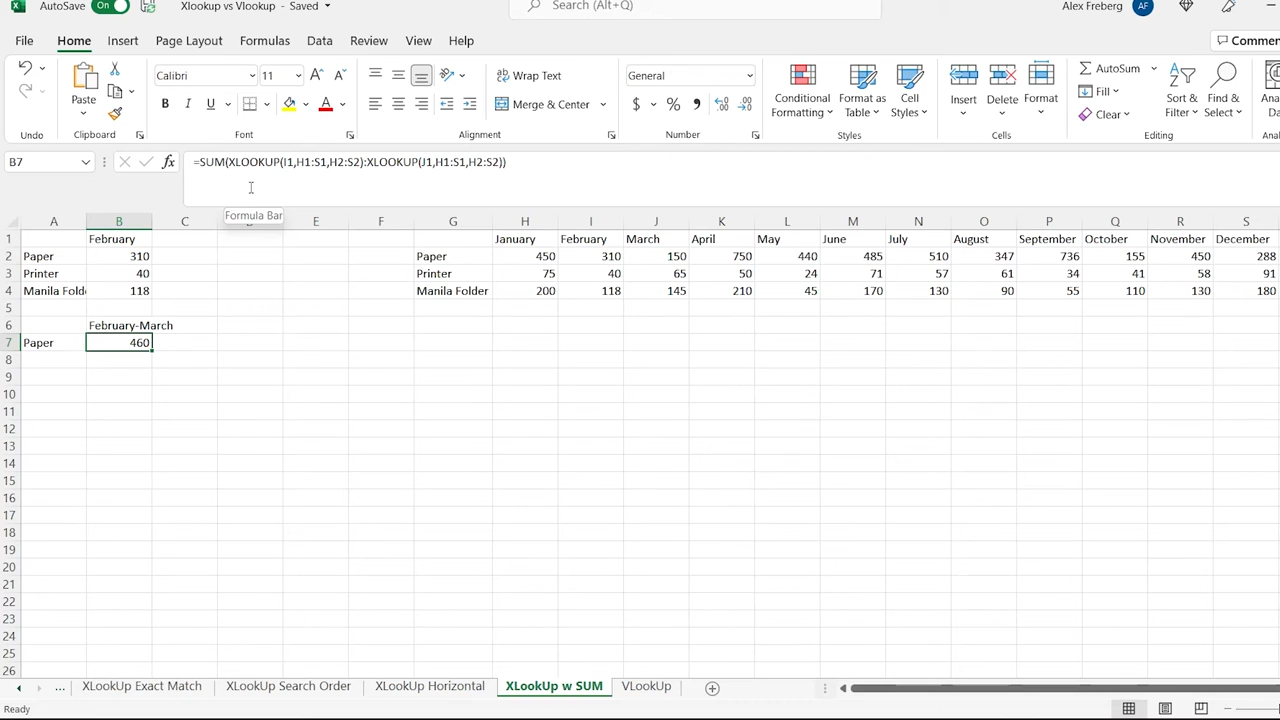 AutoSave On Xlookup vs Vlookup - Saved Search (Alt+Q) Alex Freberg AF
File Home Insert Page Layout Formulas Data Review View Help
Calibri 11 Wrap Text General AutoSum
Paste Conditional Format as Cell Insert Delete Format Fill Sort & Find &
B I U A Merge & Center $ % Formatting Table Styles Clear Filter Select
Undo Clipboard Font Alignment Number Styles Cells Editing
B7 fx =SUM(XLOOKUP(I1,H1:S1,H2:S2):XLOOKUP(J1,H1:S1,H2:S2))
Formula Bar
A B C E F G H I J K L M N O P Q R S
1 February January February March April May June July August September October November December
2 Paper 310 Paper 450 310 150 750 440 485 510 347 736 155 450 288
3 Printer 40 Printer 75 40 65 50 24 71 57 61 34 41 58 91
4 Manila Folde 118 Manila Folder 200 118 145 210 45 170 130 90 55 110 130 180
5
6 February-March
7 Paper 460
8
9
10
11
12
13
14
15
16
17
18
19
20
21
22
23
24
25
26
... XLookUp Exact Match XLookUp Search Order XLookUp Horizontal XLookUp w SUM VLookUp
Ready